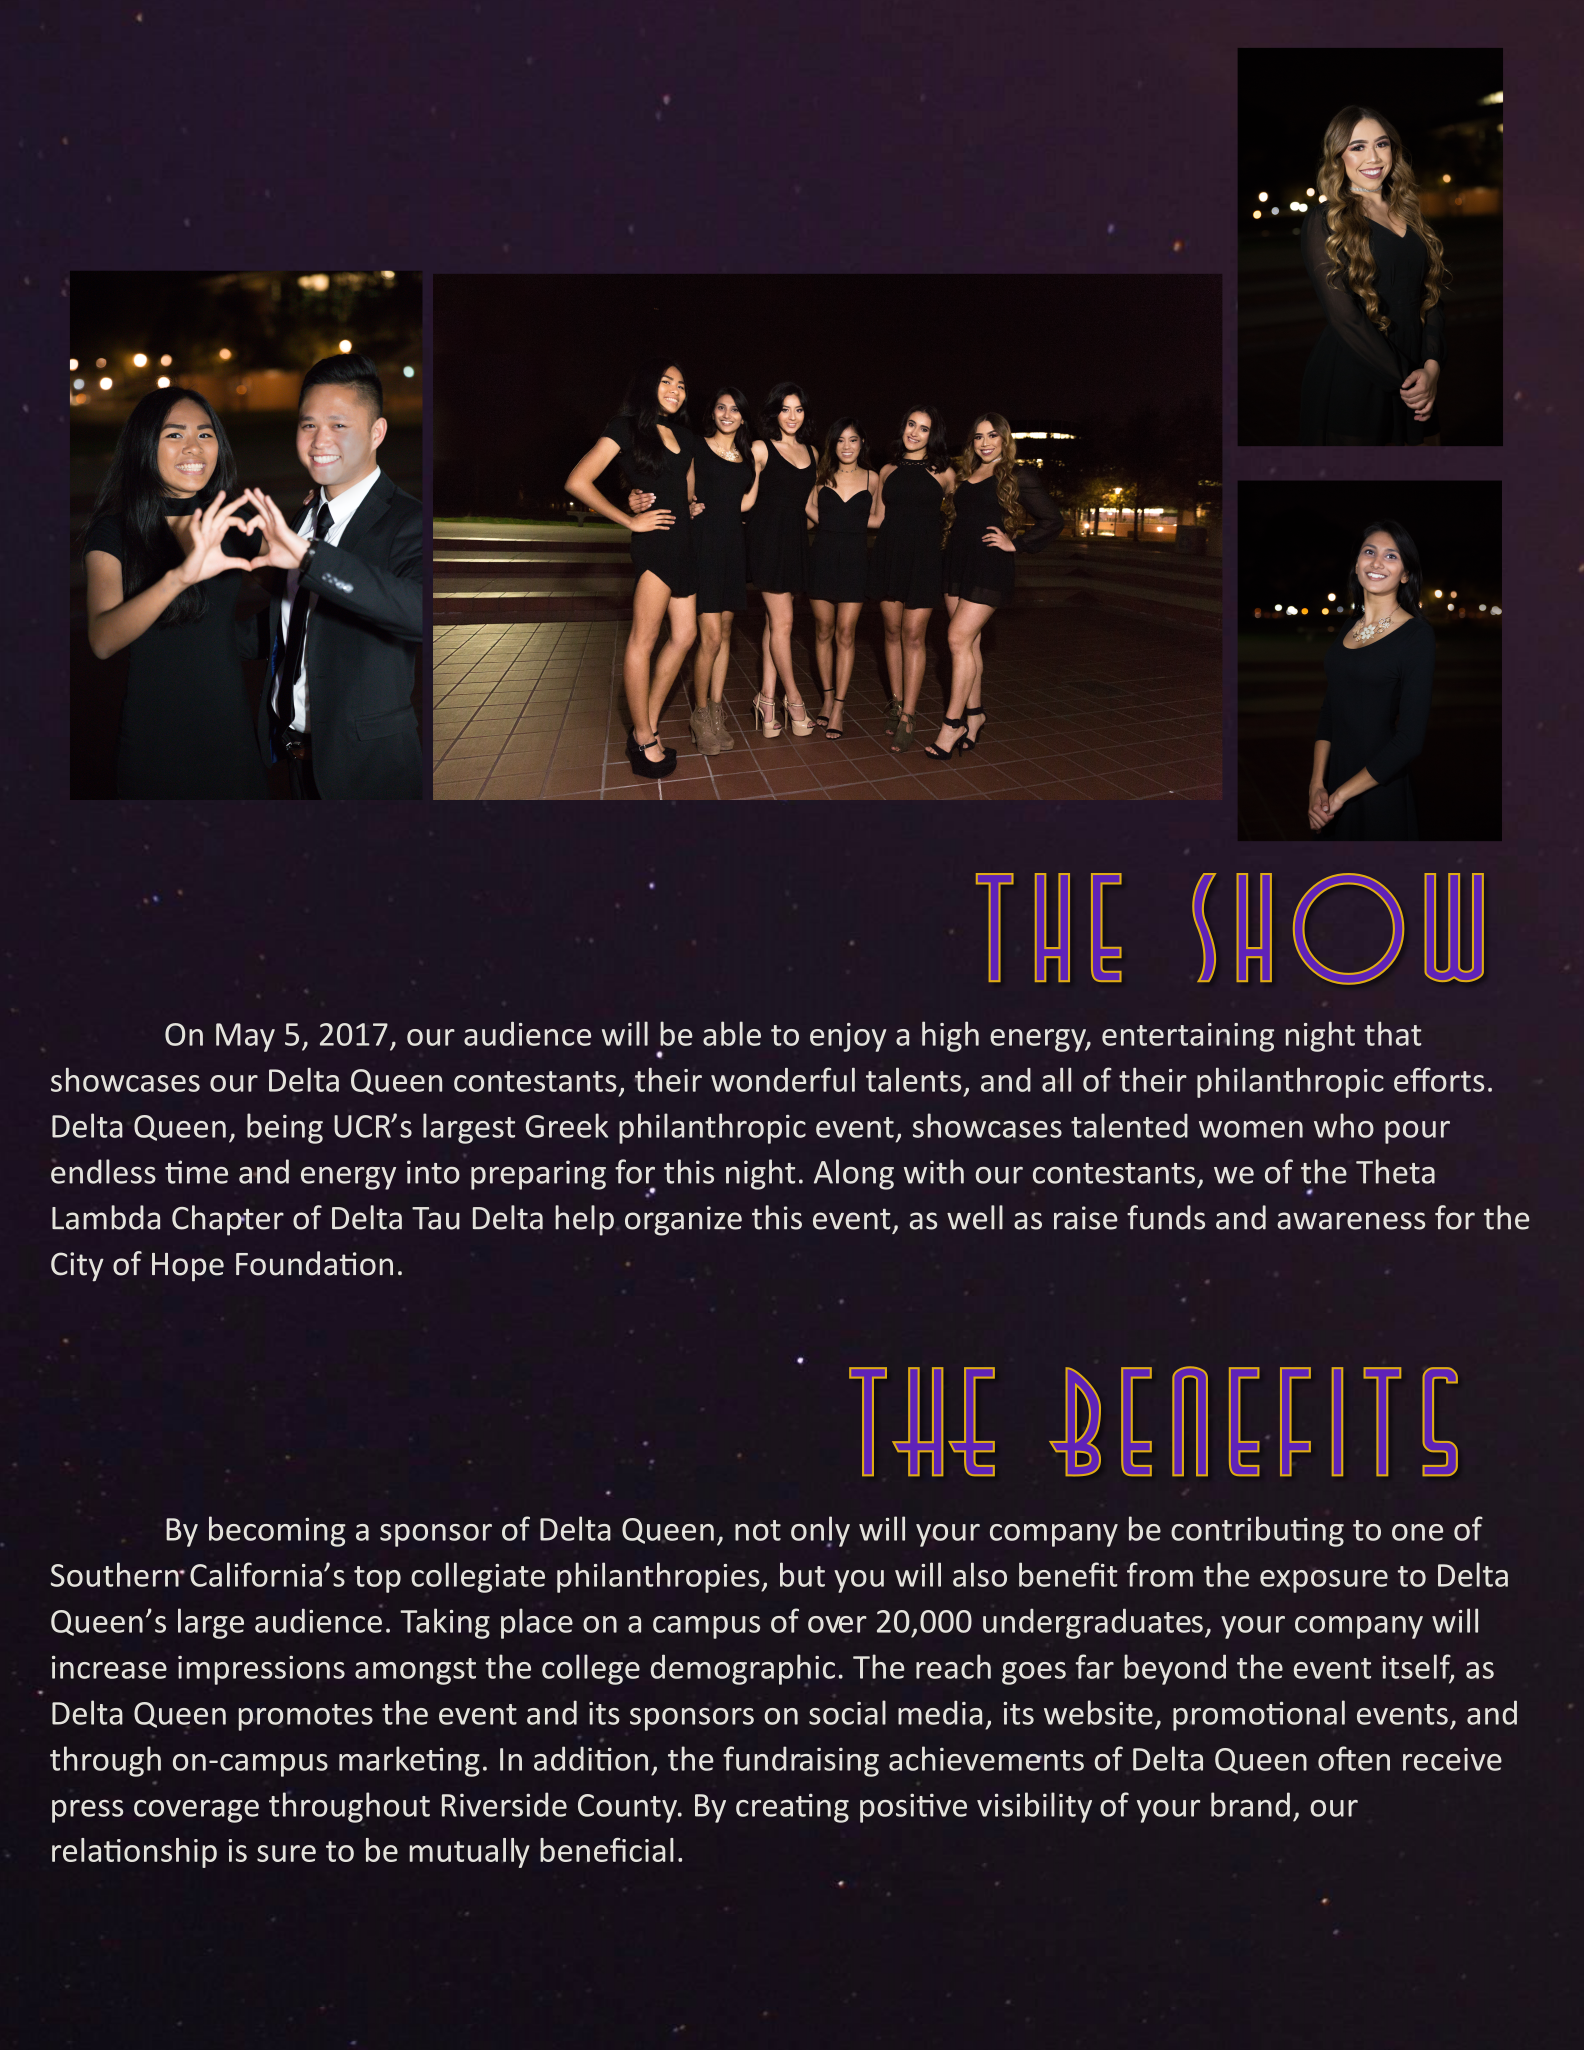 THE SHOW
On May 5, 2017, our audience will be able to enjoy a high energy, entertaining night that
showcases our Delta Queen contestants, their wonderful talents, and all of their philanthropic efforts.
Delta Queen, being UCR’s largest Greek philanthropic event, showcases talented women who pour
endless time and energy into preparing for this night. Along with our contestants, we of the Theta
Lambda Chapter of Delta Tau Delta help organize this event, as well as raise funds and awareness for the
City of Hope Foundation.
THE BENEFITS
By becoming a sponsor of Delta Queen, not only will your company be contributing to one of
Southern California’s top collegiate philanthropies, but you will also benefit from the exposure to Delta
Queen’s large audience. Taking place on a campus of over 20,000 undergraduates, your company will
increase impressions amongst the college demographic. The reach goes far beyond the event itself, as
Delta Queen promotes the event and its sponsors on social media, its website, promotional events, and
through on-campus marketing. In addition, the fundraising achievements of Delta Queen often receive
press coverage throughout Riverside County. By creating positive visibility of your brand, our
relationship is sure to be mutually beneficial.